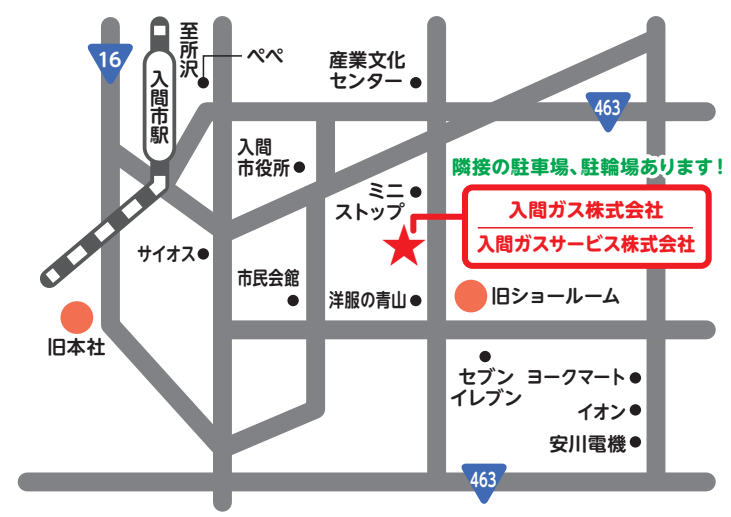 至所沢
16
ぺぺ
産業文化
センター
入間市駅
463
入間
市役所
隣接の駐車場、駐輪場あります!
ミニ
ストップ
入間ガス株式会社
入間ガスサービス株式会社
サイオス
市民会館
洋服の青山
旧ショールーム
旧本社
セブン
イレブン
ヨークマート
イオン
安川電機
463